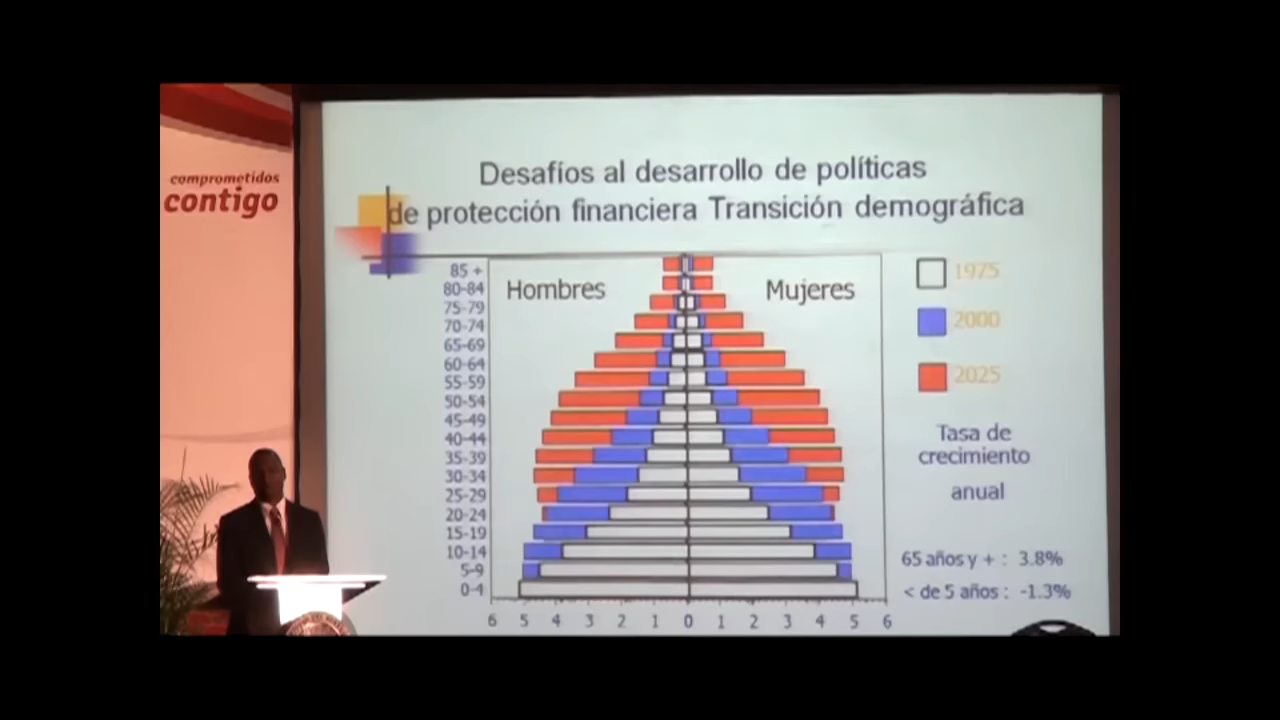 comprometidos
contigo
Desafíos al desarrollo de políticas
de protección financiera Transición demográfica
Hombres
Mujeres
85 +
80-84
75-79
70-74
65-69
60-64
55-59
50-54
45-49
40-44
35-39
30-34
25-29
20-24
15-19
10-14
5-9
0-4
6 5 4 3 2 1 0 1 2 3 4 5 6
1975
2000
2025
Tasa de
crecimiento
anual
65 años y + : 3.8%
< de 5 años : -1.3%